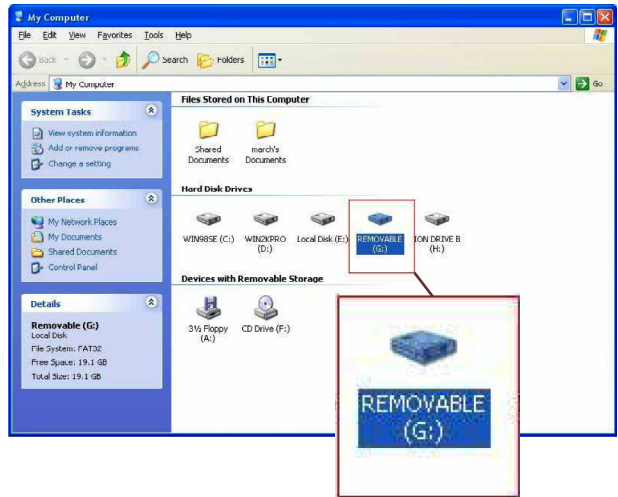 My Computer
File Edit View Favorites Tools Help
Back Search Folders
Address My Computer Go
System Tasks
View system information
Add or remove programs
Change a setting
Other Places
My Network Places
My Documents
Shared Documents
Control Panel
Details
Removable (G:)
Local Disk
File System: FAT32
Free Space: 19.1 GB
Total Size: 19.1 GB
Files Stored on This Computer
Shared Documents
march's Documents
Hard Disk Drives
WIN98SE (C:)
WIN2KPRO (D:)
Local Disk (E:)
REMOVABLE (G:)
ION DRIVE B (H:)
Devices with Removable Storage
3½ Floppy (A:)
CD Drive (F:)
REMOVABLE
(G:)